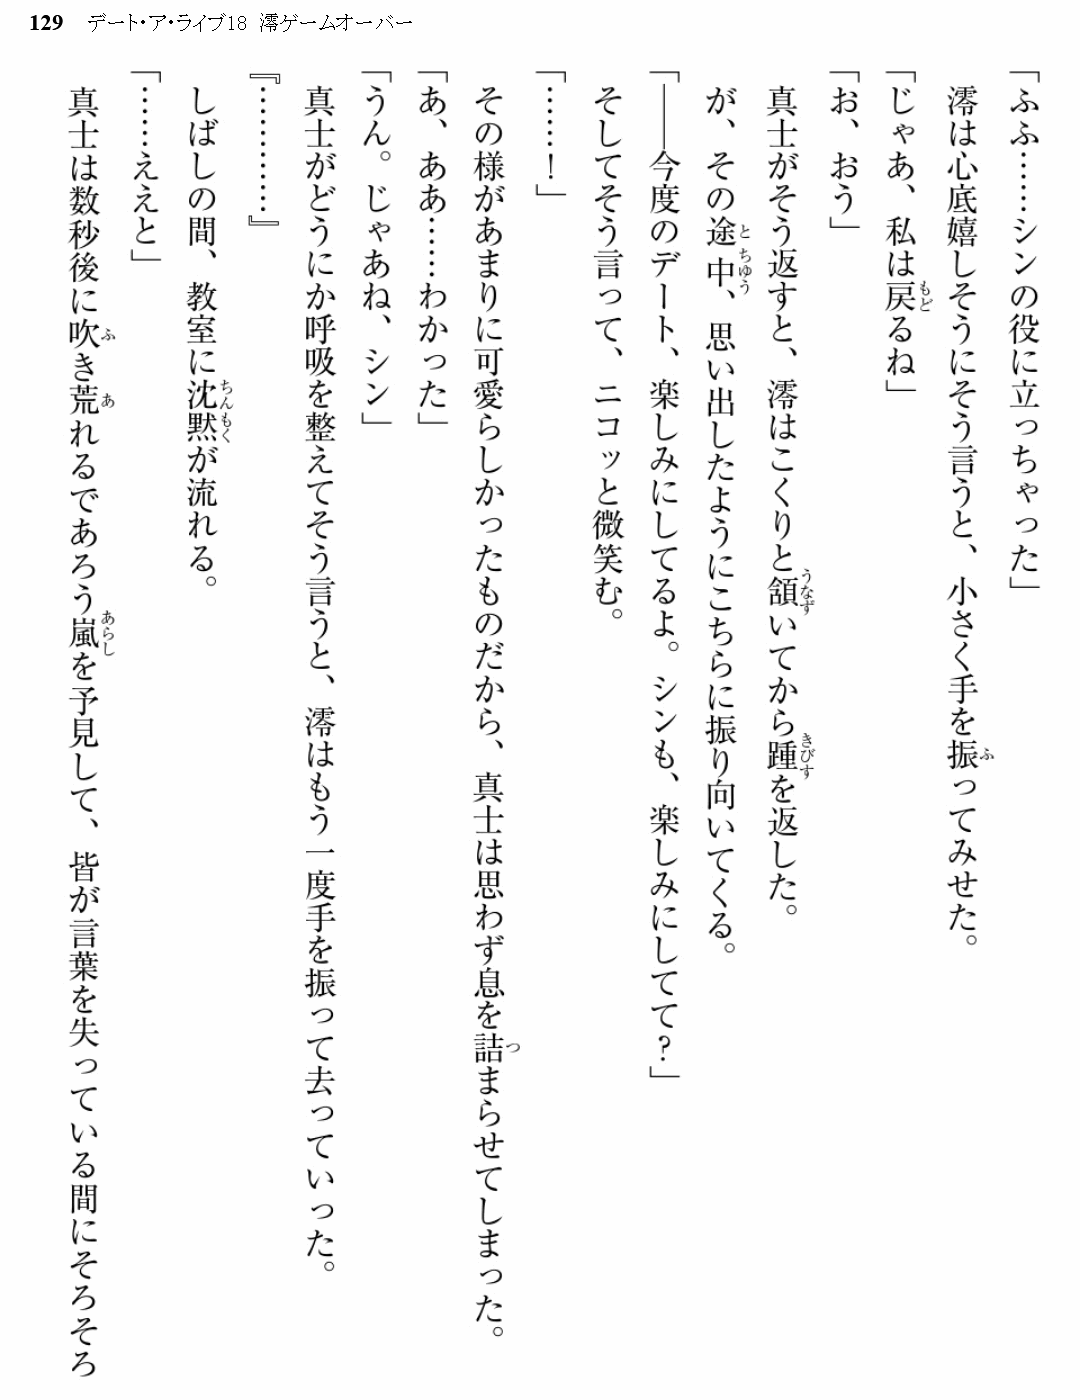 129 デート・ア・ライブ18 澪ゲームオーバー
「ふふ……シンの役に立っちゃった」
澪は心底嬉しそうにそう言うと、小さく手を振ってみせた。
「じゃあ、私は戻るね」
「お、おう」
真士がそう返すと、澪はこくりと頷いてから踵を返した。
が、その途中、思い出したようにこちらに振り向いてくる。
「――今度のデート、楽しみにしてるよ。シンも、楽しみにしてて?」
そしてそう言って、ニコッと微笑む。
「……！」
その様があまりに可愛らしかったものだから、真士は思わず息を詰まらせてしまった。
「あ、ああ……わかった」
「うん。じゃあね、シン」
真士がどうにか呼吸を整えてそう言うと、澪はもう一度手を振って去っていった。
『…………』
しばしの間、教室に沈黙が流れる。
「……ええと」
真士は数秒後に吹き荒れるであろう嵐を予見して、皆が言葉を失っている間にそろそろ